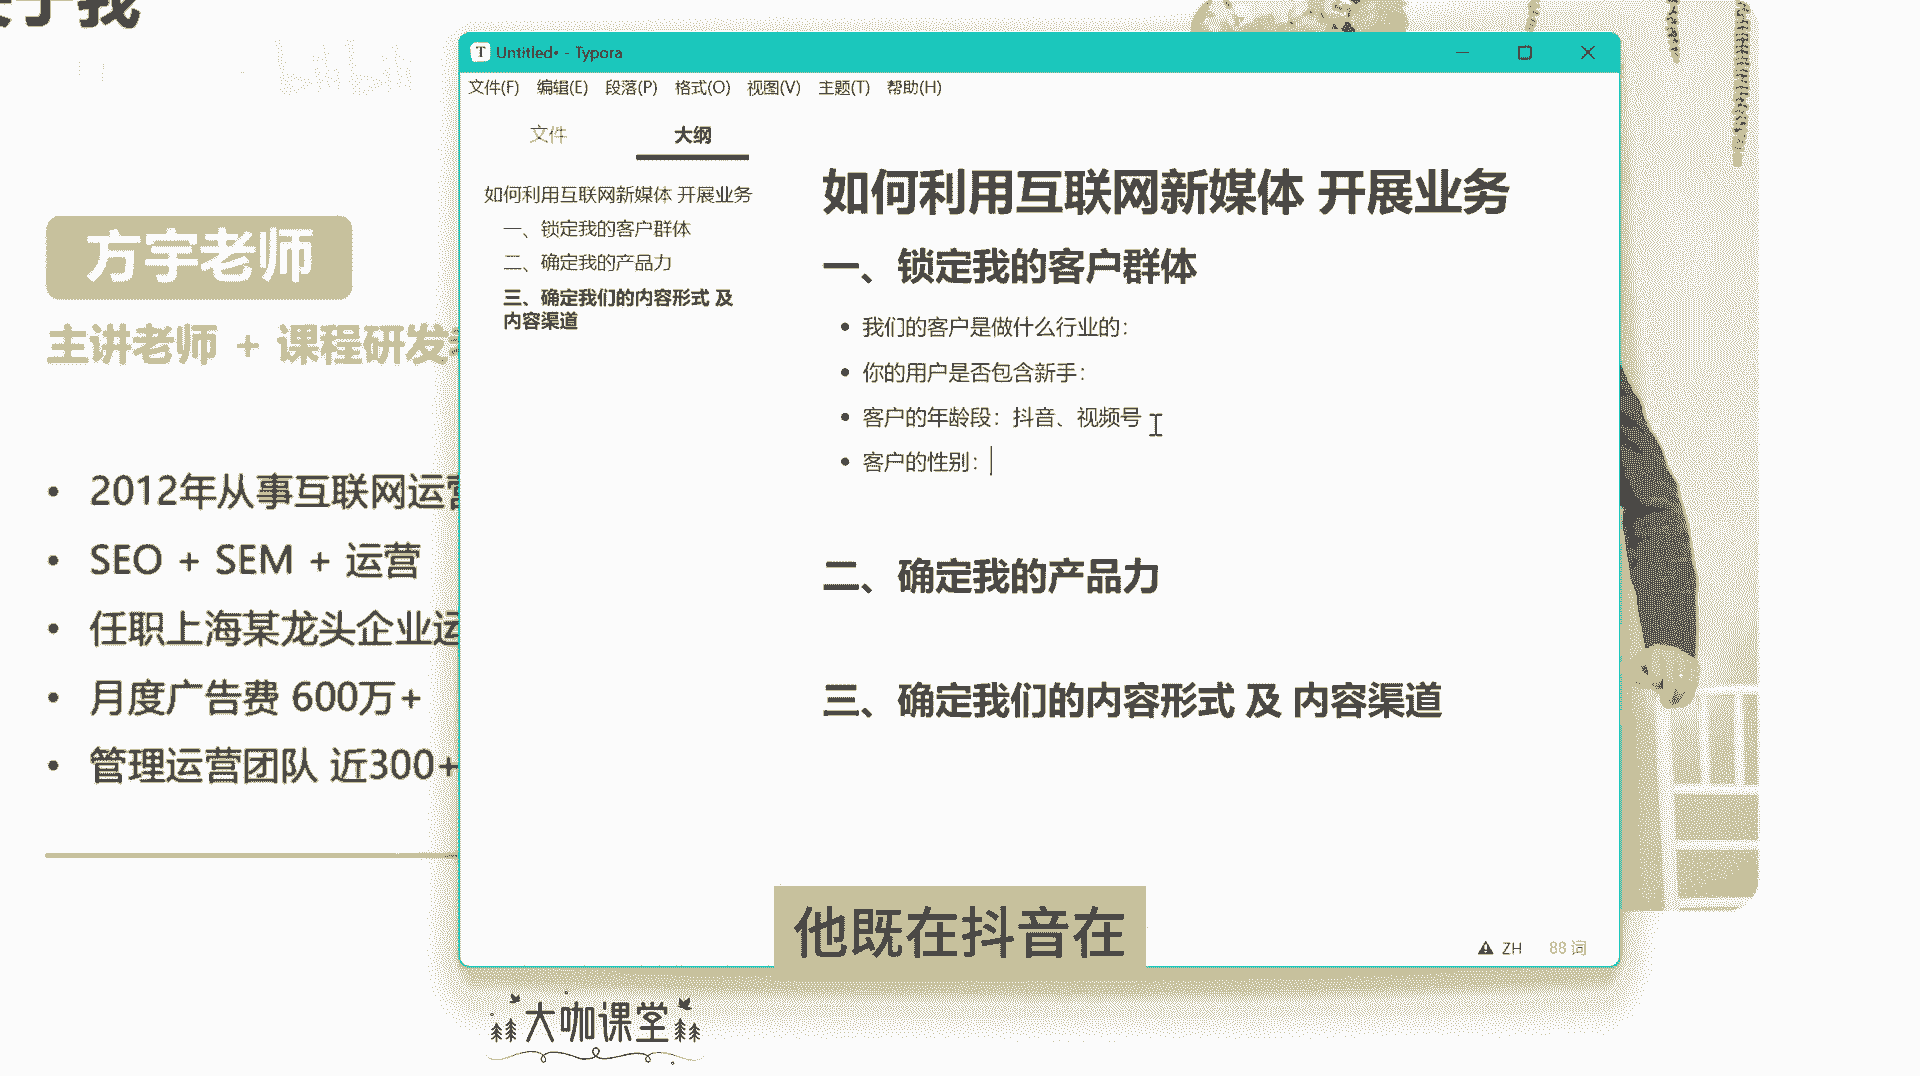 bilibili
方宇老师
主讲老师 + 课程研发
2012年从事互联网运营
SEO + SEM + 运营
任职上海某龙头企业运
月度广告费 600万+
管理运营团队 近300+
Untitled• - Typora
文件(F) 编辑(E) 段落(P) 格式(O) 视图(V) 主题(T) 帮助(H)
文件 大纲
如何利用互联网新媒体 开展业务
一、锁定我的客户群体
二、确定我的产品力
三、确定我们的内容形式 及
内容渠道
如何利用互联网新媒体 开展业务
一、锁定我的客户群体
我们的客户是做什么行业的：
你的用户是否包含新手：
客户的年龄段：抖音、视频号
客户的性别：
二、确定我的产品力
三、确定我们的内容形式 及 内容渠道
他既在抖音在
ZH 88 词
大咖课堂